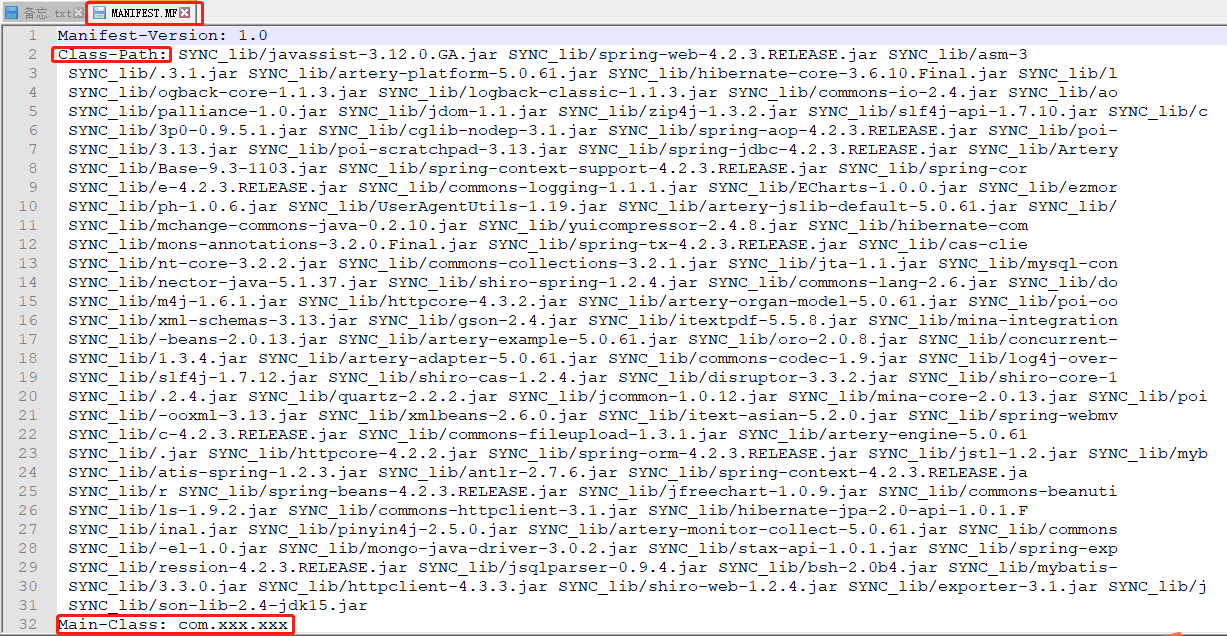 备忘.txt MANIFEST.MF
1 Manifest-Version: 1.0
2 Class-Path: SYNC_lib/javassist-3.12.0.GA.jar SYNC_lib/spring-web-4.2.3.RELEASE.jar SYNC_lib/asm-3
3 SYNC_lib/.3.1.jar SYNC_lib/artery-platform-5.0.61.jar SYNC_lib/hibernate-core-3.6.10.Final.jar SYNC_lib/l
4 SYNC_lib/ogback-core-1.1.3.jar SYNC_lib/logback-classic-1.1.3.jar SYNC_lib/commons-io-2.4.jar SYNC_lib/ao
5 SYNC_lib/palliance-1.0.jar SYNC_lib/jdom-1.1.jar SYNC_lib/zip4j-1.3.2.jar SYNC_lib/slf4j-api-1.7.10.jar SYNC_lib/c
6 SYNC_lib/3p0-0.9.5.1.jar SYNC_lib/cglib-nodep-3.1.jar SYNC_lib/spring-aop-4.2.3.RELEASE.jar SYNC_lib/poi-
7 SYNC_lib/3.13.jar SYNC_lib/poi-scratchpad-3.13.jar SYNC_lib/spring-jdbc-4.2.3.RELEASE.jar SYNC_lib/Artery
8 SYNC_lib/Base-9.3-1103.jar SYNC_lib/spring-context-support-4.2.3.RELEASE.jar SYNC_lib/spring-cor
9 SYNC_lib/e-4.2.3.RELEASE.jar SYNC_lib/commons-logging-1.1.1.jar SYNC_lib/ECharts-1.0.0.jar SYNC_lib/ezmor
10 SYNC_lib/ph-1.0.6.jar SYNC_lib/UserAgentUtils-1.19.jar SYNC_lib/artery-jslib-default-5.0.61.jar SYNC_lib/
11 SYNC_lib/mchange-commons-java-0.2.10.jar SYNC_lib/yuicompressor-2.4.8.jar SYNC_lib/hibernate-com
12 SYNC_lib/mons-annotations-3.2.0.Final.jar SYNC_lib/spring-tx-4.2.3.RELEASE.jar SYNC_lib/cas-clie
13 SYNC_lib/nt-core-3.2.2.jar SYNC_lib/commons-collections-3.2.1.jar SYNC_lib/jta-1.1.jar SYNC_lib/mysql-con
14 SYNC_lib/nector-java-5.1.37.jar SYNC_lib/shiro-spring-1.2.4.jar SYNC_lib/commons-lang-2.6.jar SYNC_lib/do
15 SYNC_lib/m4j-1.6.1.jar SYNC_lib/httpcore-4.3.2.jar SYNC_lib/artery-organ-model-5.0.61.jar SYNC_lib/poi-oo
16 SYNC_lib/xml-schemas-3.13.jar SYNC_lib/gson-2.4.jar SYNC_lib/itextpdf-5.5.8.jar SYNC_lib/mina-integration
17 SYNC_lib/-beans-2.0.13.jar SYNC_lib/artery-example-5.0.61.jar SYNC_lib/oro-2.0.8.jar SYNC_lib/concurrent-
18 SYNC_lib/1.3.4.jar SYNC_lib/artery-adapter-5.0.61.jar SYNC_lib/commons-codec-1.9.jar SYNC_lib/log4j-over-
19 SYNC_lib/slf4j-1.7.12.jar SYNC_lib/shiro-cas-1.2.4.jar SYNC_lib/disruptor-3.3.2.jar SYNC_lib/shiro-core-1
20 SYNC_lib/.2.4.jar SYNC_lib/quartz-2.2.2.jar SYNC_lib/jcommon-1.0.12.jar SYNC_lib/mina-core-2.0.13.jar SYNC_lib/poi
21 SYNC_lib/-ooxml-3.13.jar SYNC_lib/xmlbeans-2.6.0.jar SYNC_lib/itext-asian-5.2.0.jar SYNC_lib/spring-webmv
22 SYNC_lib/c-4.2.3.RELEASE.jar SYNC_lib/commons-fileupload-1.3.1.jar SYNC_lib/artery-engine-5.0.61
23 SYNC_lib/.jar SYNC_lib/httpcore-4.2.2.jar SYNC_lib/spring-orm-4.2.3.RELEASE.jar SYNC_lib/jstl-1.2.jar SYNC_lib/myb
24 SYNC_lib/atis-spring-1.2.3.jar SYNC_lib/antlr-2.7.6.jar SYNC_lib/spring-context-4.2.3.RELEASE.ja
25 SYNC_lib/r SYNC_lib/spring-beans-4.2.3.RELEASE.jar SYNC_lib/jfreechart-1.0.9.jar SYNC_lib/commons-beanuti
26 SYNC_lib/ls-1.9.2.jar SYNC_lib/commons-httpclient-3.1.jar SYNC_lib/hibernate-jpa-2.0-api-1.0.1.F
27 SYNC_lib/inal.jar SYNC_lib/pinyin4j-2.5.0.jar SYNC_lib/artery-monitor-collect-5.0.61.jar SYNC_lib/commons
28 SYNC_lib/-el-1.0.jar SYNC_lib/mongo-java-driver-3.0.2.jar SYNC_lib/stax-api-1.0.1.jar SYNC_lib/spring-exp
29 SYNC_lib/ression-4.2.3.RELEASE.jar SYNC_lib/jsqlparser-0.9.4.jar SYNC_lib/bsh-2.0b4.jar SYNC_lib/mybatis-
30 SYNC_lib/3.3.0.jar SYNC_lib/httpclient-4.3.3.jar SYNC_lib/shiro-web-1.2.4.jar SYNC_lib/exporter-3.1.jar SYNC_lib/j
31 SYNC_lib/son-lib-2.4-jdk15.jar
32 Main-Class: com.xxx.xxx